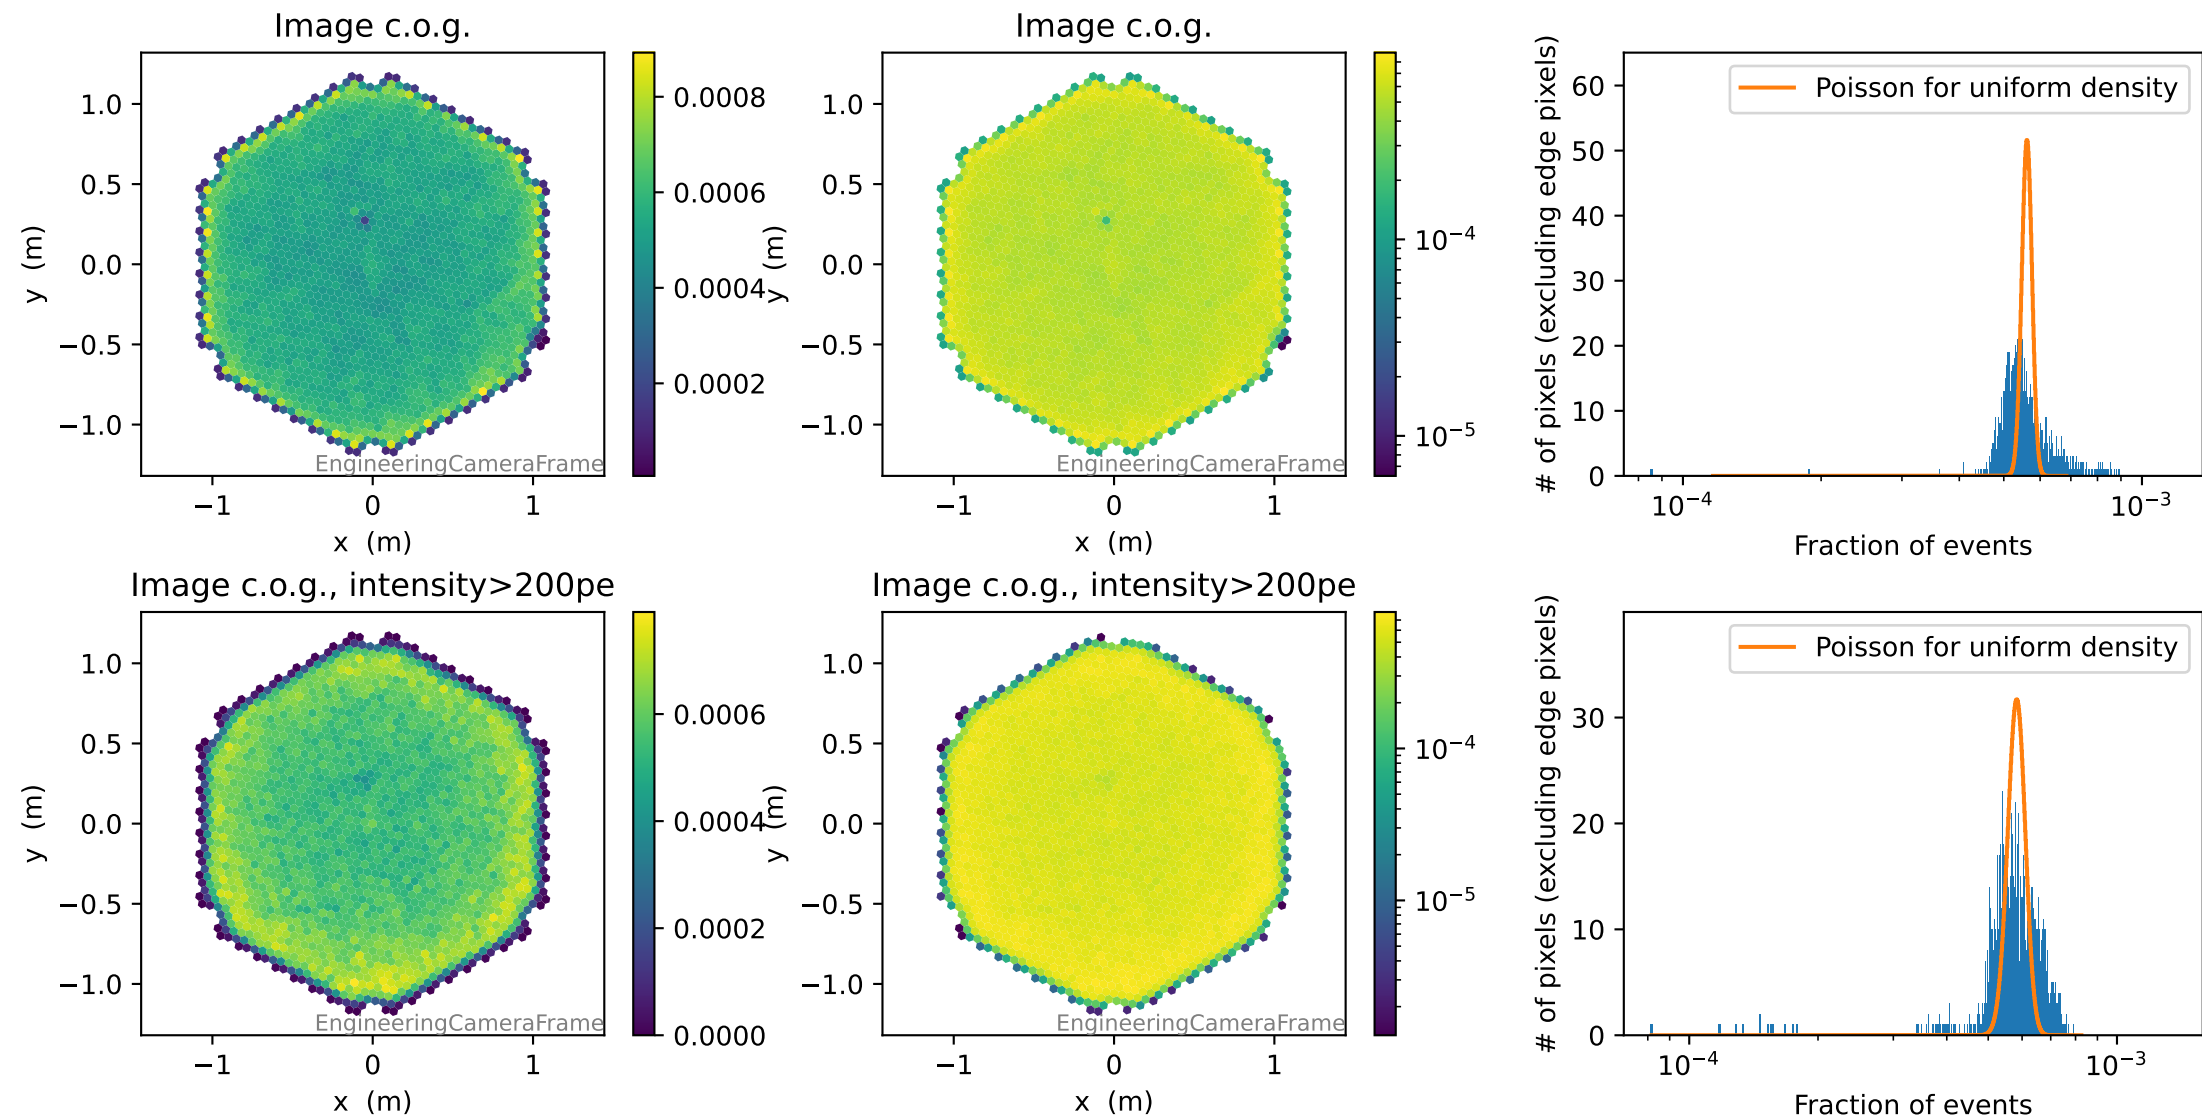 Image c.o.g.
1.0
0.5
0.0
−0.5
−1.0
y (m)
−1
0
1
x (m)
EngineeringCameraFrame
0.0008
0.0006
0.0004
0.0002
Image c.o.g.
1.0
0.5
0.0
−0.5
−1.0
y (m)
−1
0
1
x (m)
EngineeringCameraFrame
10⁻⁴
10⁻⁵
Poisson for uniform density
60
50
40
30
20
10
0
# of pixels (excluding edge pixels)
10⁻⁴
10⁻³
Fraction of events
Image c.o.g., intensity>200pe
1.0
0.5
0.0
−0.5
−1.0
y (m)
−1
0
1
x (m)
EngineeringCameraFrame
0.0006
0.0004
0.0002
0.0000
Image c.o.g., intensity>200pe
1.0
0.5
0.0
−0.5
−1.0
y (m)
−1
0
1
x (m)
EngineeringCameraFrame
10⁻⁴
10⁻⁵
Poisson for uniform density
30
20
10
0
# of pixels (excluding edge pixels)
10⁻⁴
10⁻³
Fraction of events